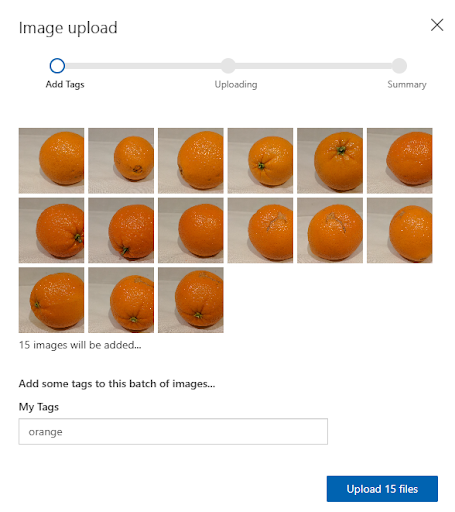 Image upload
Add Tags
Uploading
Summary
15 images will be added...
Add some tags to this batch of images...
My Tags
orange
Upload 15 files